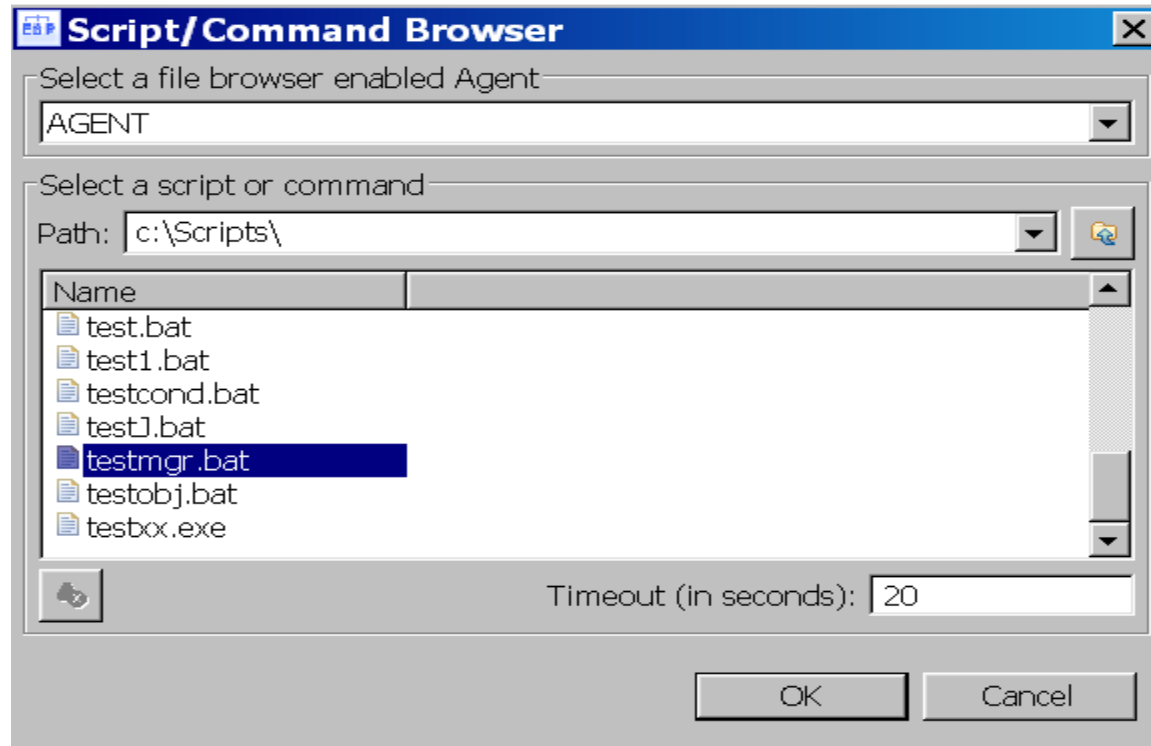 Script/Command Browser
Select a file browser enabled Agent
AGENT
Select a script or command
Path: c:\Scripts\
Name
test.bat
test1.bat
testcond.bat
testJ.bat
testmgr.bat
testobj.bat
testxx.exe
Timeout (in seconds): 20
OK Cancel